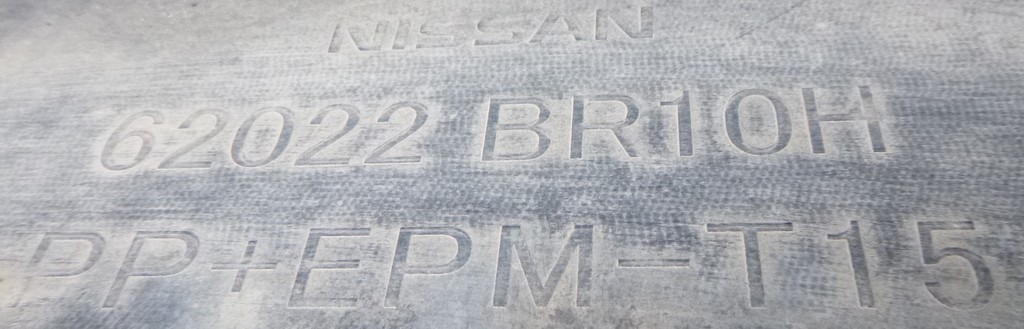 NISSAN
62022 BR10H
PP+EPM-T15